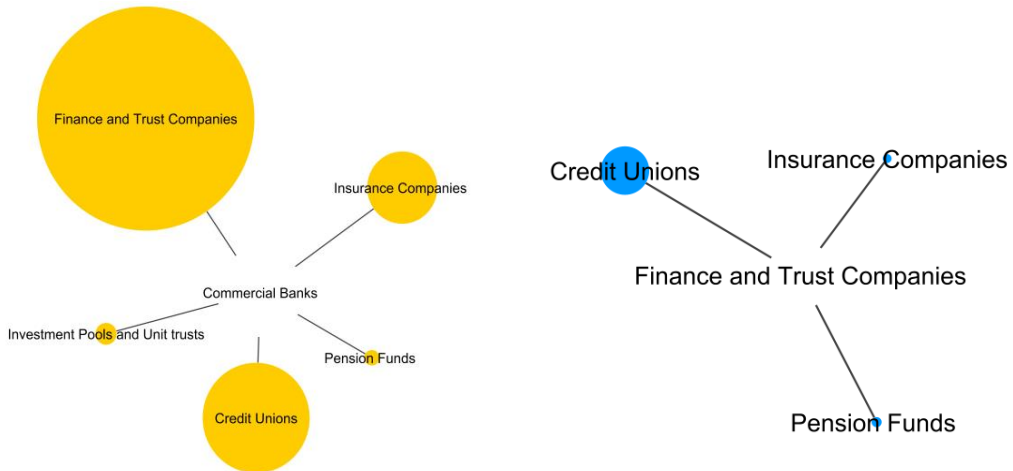 Finance and Trust Companies
Insurance Companies
Commercial Banks
Investment Pools and Unit trusts
Pension Funds
Credit Unions
Credit Unions
Insurance Companies
Finance and Trust Companies
Pension Funds